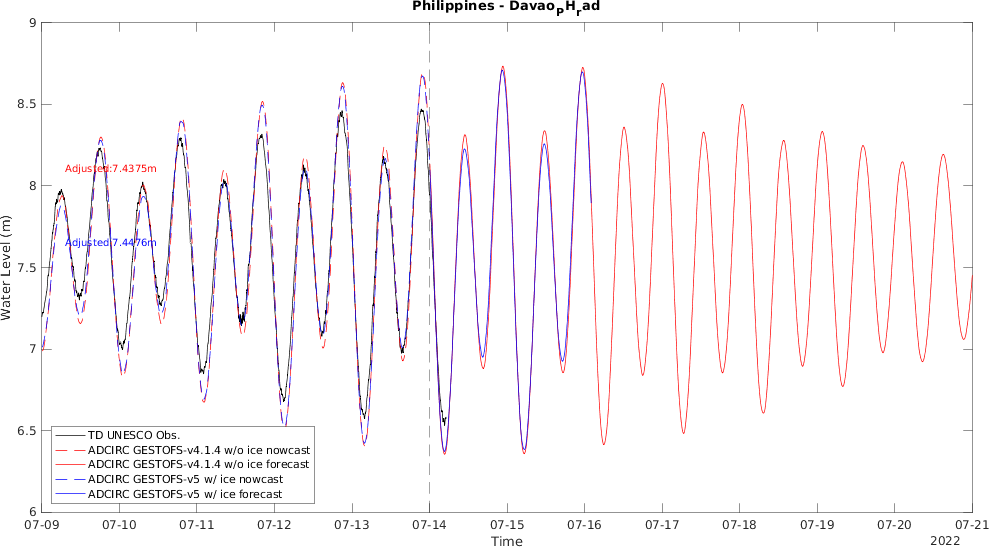 Philippines - DavaopHrad
9
8.5
8
7.5
7
6.5
6
Water Level (m)
Adjusted:7.4375m
Adjusted:7.4476m
TD UNESCO Obs.
ADCIRC GESTOFS-v4.1.4 w/o ice nowcast
ADCIRC GESTOFS-v4.1.4 w/o ice forecast
ADCIRC GESTOFS-v5 w/ ice nowcast
ADCIRC GESTOFS-v5 w/ ice forecast
07-09 07-10 07-11 07-12 07-13 07-14 07-15 07-16 07-17 07-18 07-19 07-20 07-21
Time
2022